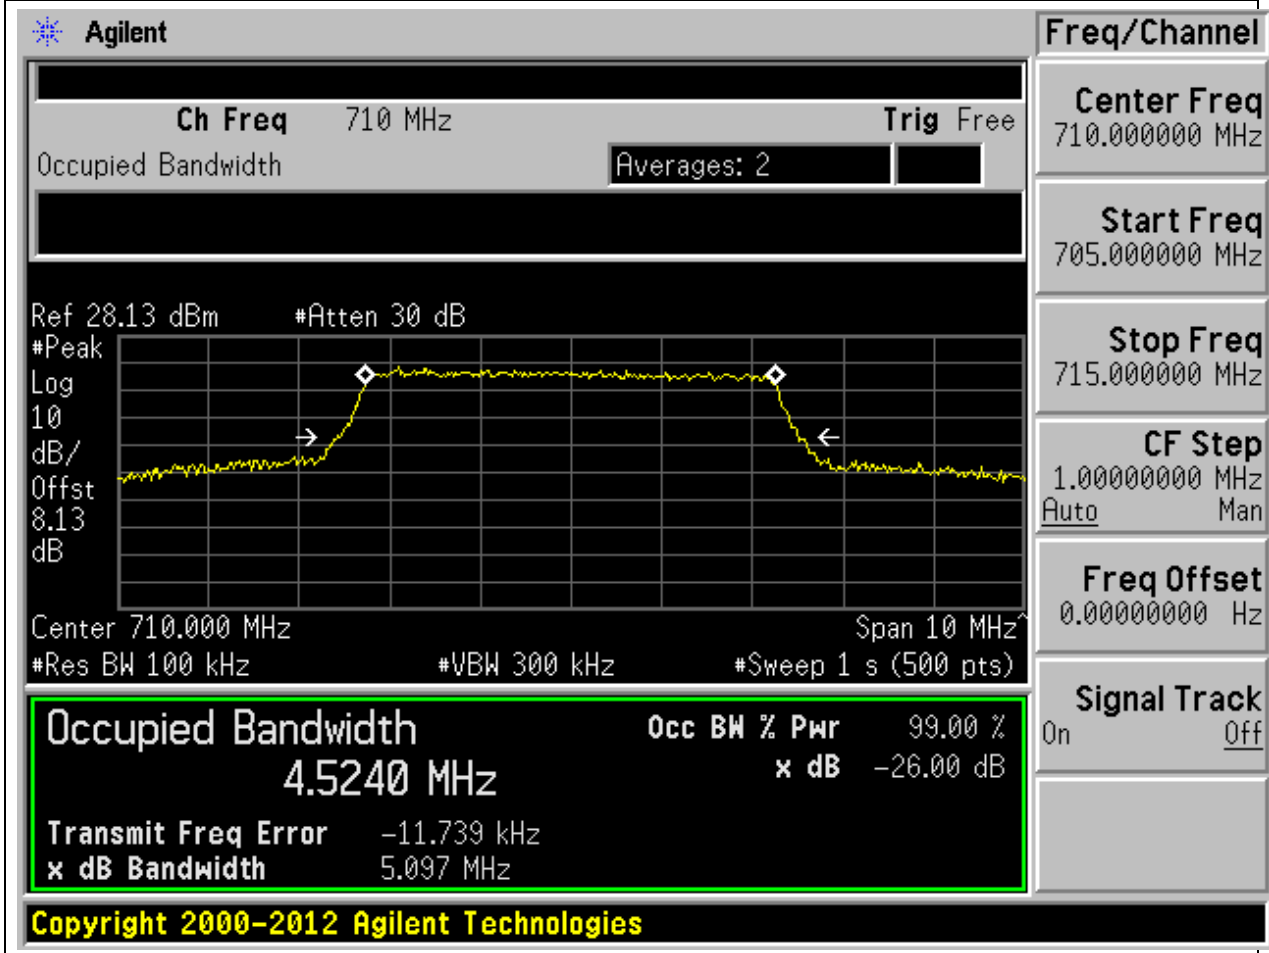 Agilent
Freq/Channel
Ch Freq 710 MHz Trig Free
Occupied Bandwidth Averages: 2
Center Freq
710.000000 MHz
Start Freq
705.000000 MHz
Stop Freq
715.000000 MHz
CF Step
1.00000000 MHz
Auto Man
Freq Offset
0.00000000 Hz
Signal Track
On Off
Ref 28.13 dBm #Atten 30 dB
#Peak
Log
10
dB/
Offst
8.13
dB
Center 710.000 MHz Span 10 MHz^
#Res BW 100 kHz #VBW 300 kHz #Sweep 1 s (500 pts)
Occupied Bandwidth Occ BW % Pwr 99.00 %
4.5240 MHz x dB -26.00 dB
Transmit Freq Error -11.739 kHz
x dB Bandwidth 5.097 MHz
Copyright 2000-2012 Agilent Technologies